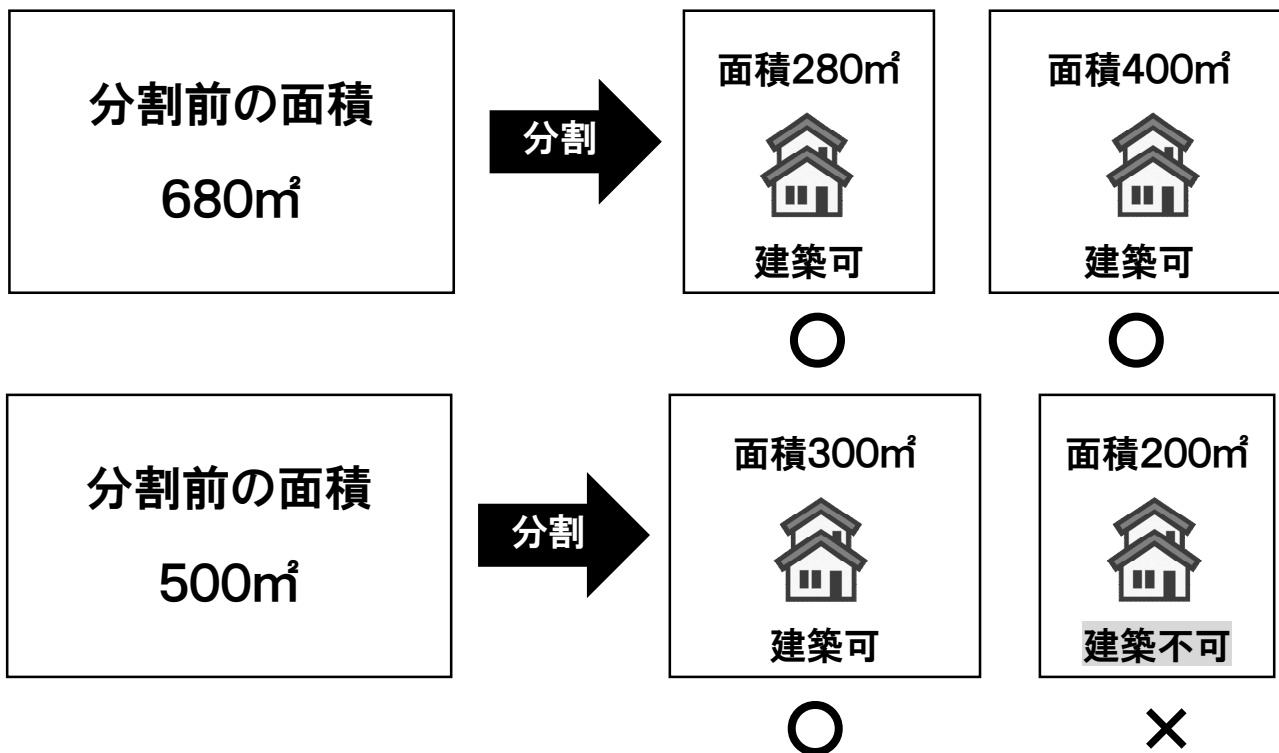 分割前の面積
680㎡
分割
面積280㎡
建築可
面積400㎡
建築可
分割前の面積
500㎡
分割
面積300㎡
建築可
面積200㎡
建築不可